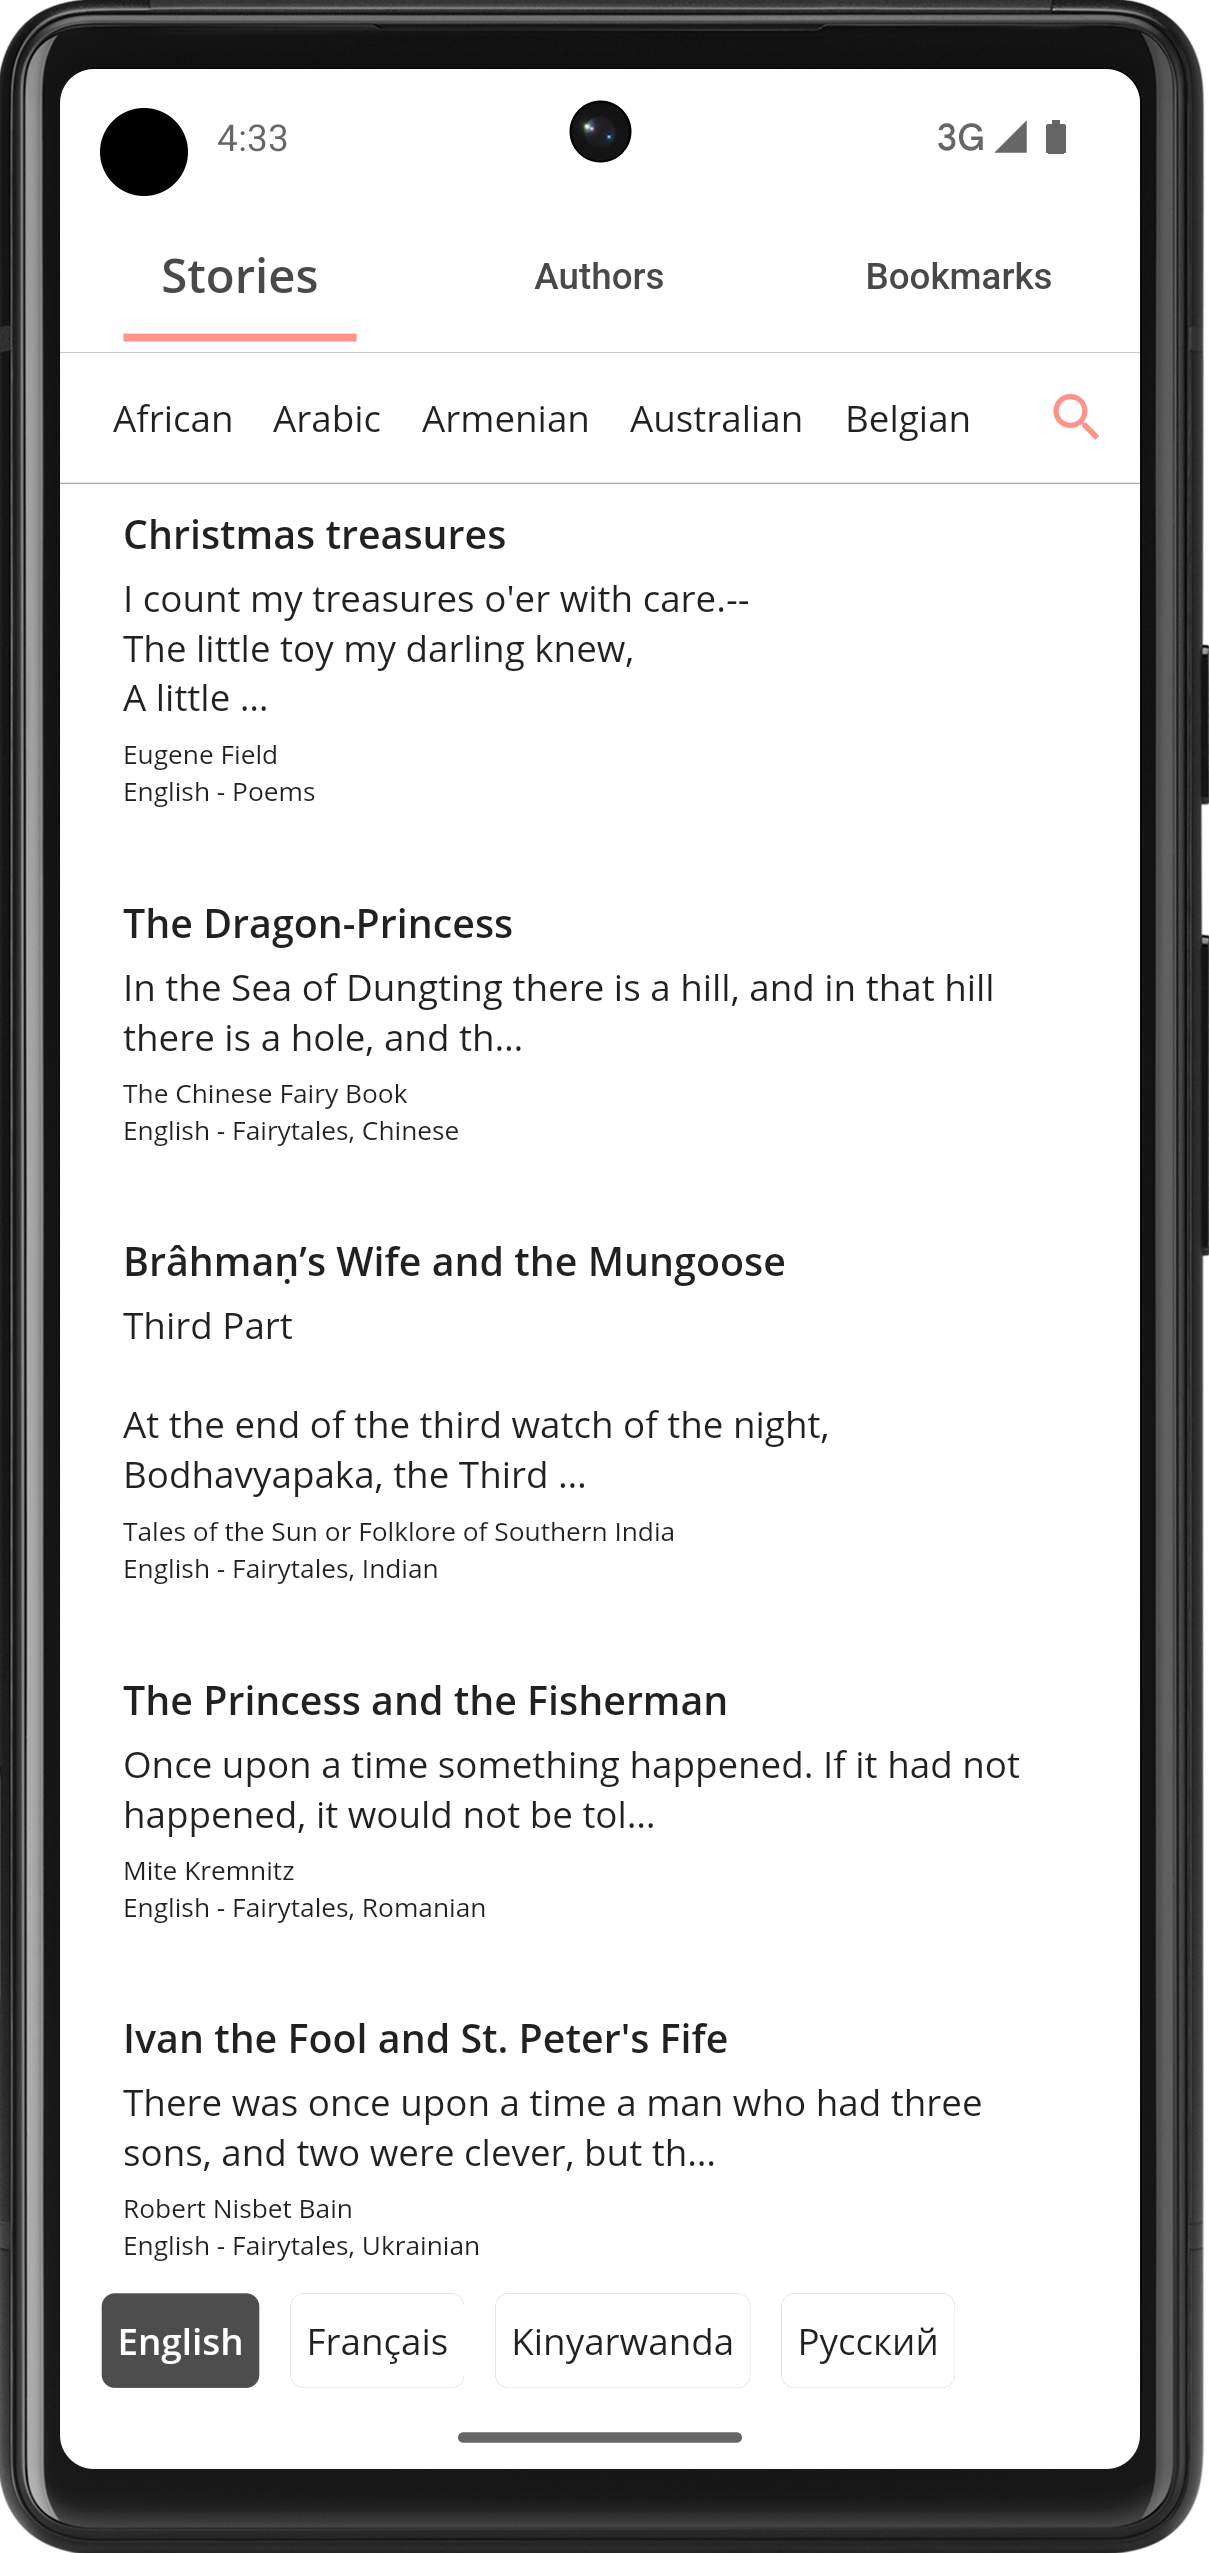 4:33
3G
Stories
Authors
Bookmarks
African
Arabic
Armenian
Australian
Belgian
Christmas treasures
I count my treasures o'er with care.--
The little toy my darling knew,
A little ...
Eugene Field
English - Poems
The Dragon-Princess
In the Sea of Dungting there is a hill, and in that hill
there is a hole, and th...
The Chinese Fairy Book
English - Fairytales, Chinese
Brâhmaṇ’s Wife and the Mungoose
Third Part
At the end of the third watch of the night,
Bodhavyapaka, the Third ...
Tales of the Sun or Folklore of Southern India
English - Fairytales, Indian
The Princess and the Fisherman
Once upon a time something happened. If it had not
happened, it would not be tol...
Mite Kremnitz
English - Fairytales, Romanian
Ivan the Fool and St. Peter's Fife
There was once upon a time a man who had three
sons, and two were clever, but th...
Robert Nisbet Bain
English - Fairytales, Ukrainian
English
Français
Kinyarwanda
Русский